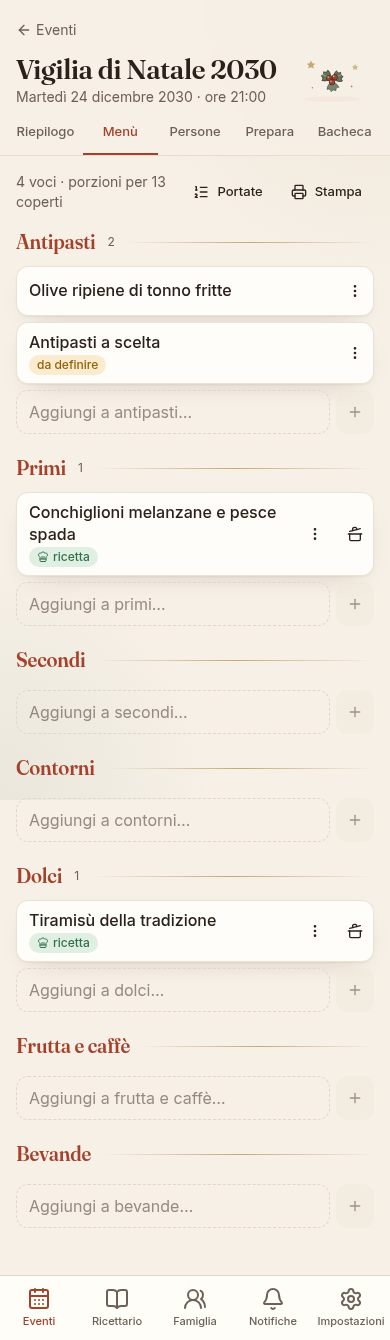 Eventi
Vigilia di Natale 2030
Martedì 24 dicembre 2030 · ore 21:00
Riepilogo Menù Persone Prepara Bacheca
4 voci · porzioni per 13
coperti
Portate Stampa
Antipasti 2
Olive ripiene di tonno fritte
Antipasti a scelta
da definire
Aggiungi a antipasti...
Primi 1
Conchiglioni melanzane e pesce
spada
ricetta
Aggiungi a primi...
Secondi
Aggiungi a secondi...
Contorni
Aggiungi a contorni...
Dolci 1
Tiramisù della tradizione
ricetta
Aggiungi a dolci...
Frutta e caffè
Aggiungi a frutta e caffè...
Bevande
Aggiungi a bevande...
Eventi Ricettario Famiglia Notifiche Impostazioni